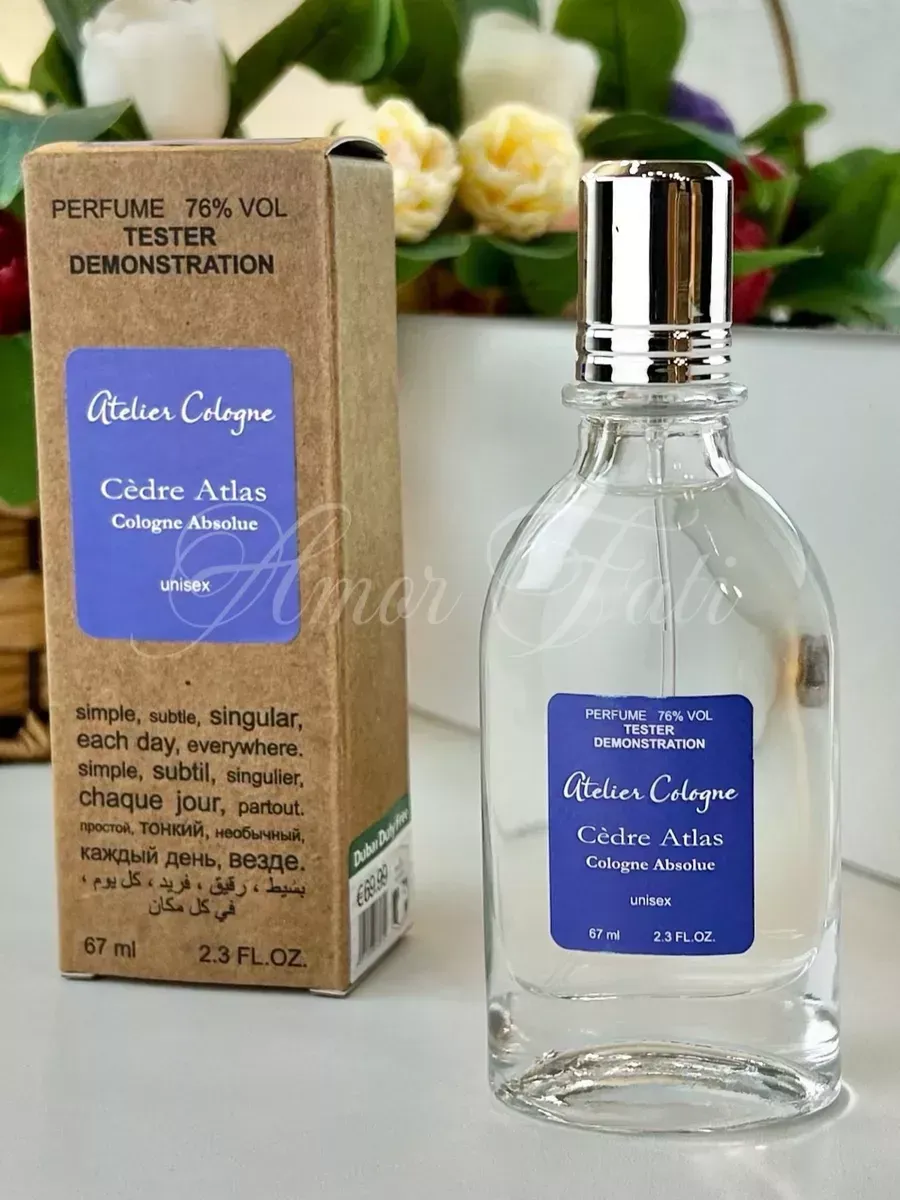 PERFUME 76% VOL
TESTER
DEMONSTRATION
Atelier Cologne
Cèdre Atlas
Cologne Absolue
unisex
simple, subtle, singular,
each day, everywhere.
simple, subtil, singulier,
chaque jour, partout.
простой, тонкий, необычный,
каждый день, везде.
بسيط ، رقيق ، فريد ، كل يوم ،
في كل مكان
67 ml 2.3 FL.OZ.
Dubai Duty Free
€69.99
Amor Fati
PERFUME 76% VOL
TESTER
DEMONSTRATION
Atelier Cologne
Cèdre Atlas
Cologne Absolue
unisex
67 ml 2.3 FL.OZ.